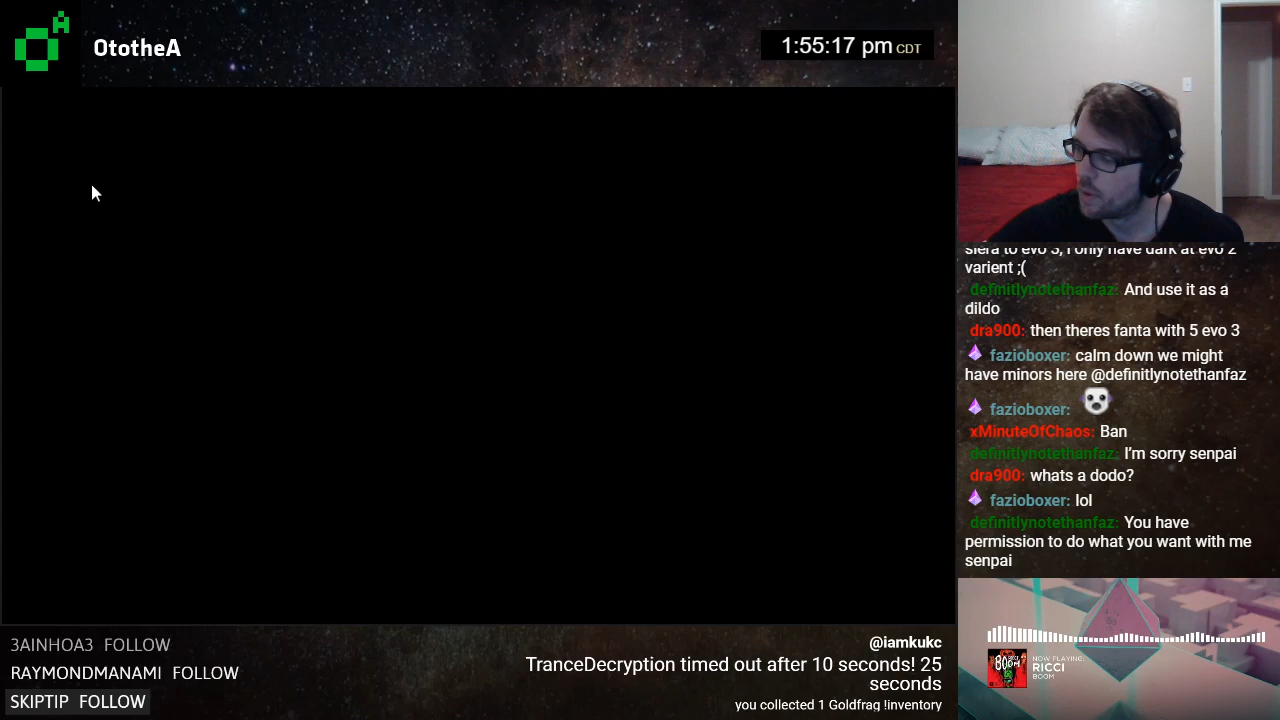 OtotheA
1:55:17 pm CDT
siera to evo 3, i only have dark at evo 2
varient ;(
definitlynotethanfaz: And use it as a
dildo
dra900: then theres fanta with 5 evo 3
fazioboxer: calm down we might
have minors here @definitlynotethanfaz
fazioboxer:
xMinuteOfChaos: Ban
definitlynotethanfaz: I'm sorry senpai
dra900: whats a dodo?
fazioboxer: lol
definitlynotethanfaz: You have
permission to do what you want with me
senpai
3AINHOA3 FOLLOW
RAYMONDMANAMI FOLLOW
SKIPTIP FOLLOW
@iamkukc
TranceDecryption timed out after 10 seconds! 25
seconds
you collected 1 Goldfrag !inventory
NOW PLAYING:
RICCI
BOOM